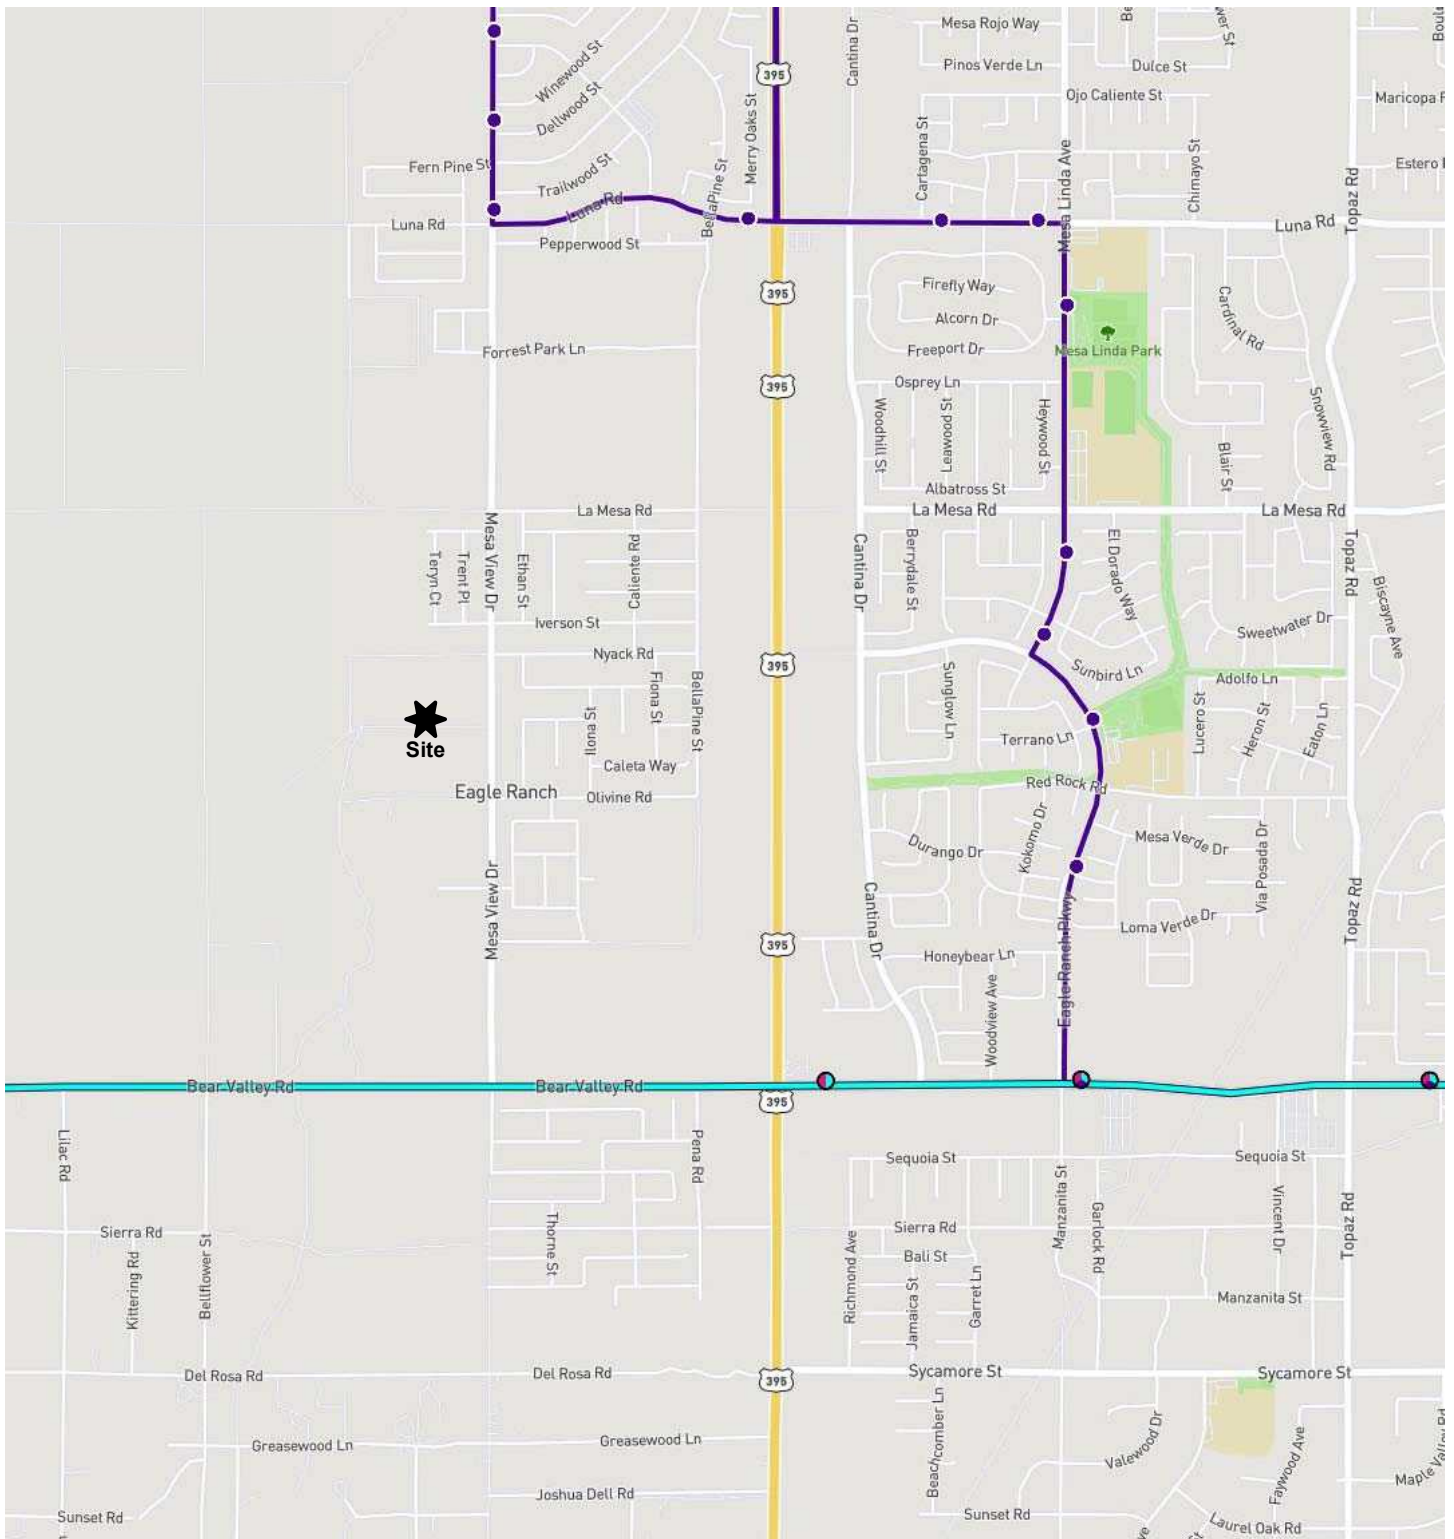 Mesa Rojo Way
Cantina Dr
395
Pinos Verde Ln
Dulce St
Winewood St
Dellwood St
Merry Oaks St
Ojo Caliente St
Maricopa
Cartagena St
Fern Pine St
Trailwood St
BellaPine St
Mesa Linda Ave
Chimayo St
Estero
Topaz Rd
Luna Rd
Luna Rd
Luna Rd
Pepperwood St
395
Firefly Way
Alcorn Dr
Freeport Dr
Cardinal Rd
Mesa Linda Park
Forrest Park Ln
395
Osprey Ln
Woodhill St
Leawood St
Heywood St
Snowview Rd
Blair St
Albatross St
La Mesa Rd
La Mesa Rd
La Mesa Rd
Mesa View Dr
Teryn Ct
Trent Pl
Ethan St
Caliente Rd
Cantina Dr
Berrydale St
El Dorado Way
Topaz Rd
Biscayne Ave
Iverson St
Sweetwater Dr
Nyack Rd
395
Sunbird Ln
Adolfo Ln
Fiona St
BellaPine St
Sunglow Ln
Ilona St
Lucero St
Heron St
Eaton Ln
Terrano Ln
Site
Caleta Way
Eagle Ranch
Olivine Rd
Red Rock Rd
Kokomo Dr
Mesa Verde Dr
Via Posada Dr
Durango Dr
Mesa View Dr
Cantina Dr
Topaz Rd
Loma Verde Dr
395
Honeybear Ln
Eagle Ranch Pkwy
Woodview Ave
Bear Valley Rd
Bear Valley Rd
395
Lilac Rd
Pena Rd
Sequoia St
Sequoia St
Manzanita St
Garlock Rd
Vincent Dr
Topaz Rd
Sierra Rd
Sierra Rd
Thorne St
Bali St
Richmond Ave
Kittering Rd
Bellflower St
Jamaica St
Garret Ln
Manzanita St
Del Rosa Rd
Del Rosa Rd
395
Sycamore St
Sycamore St
Beachcomber Ln
Valewood Dr
Faywood Ave
Maple Valley Rd
Greasewood Ln
Greasewood Ln
Joshua Dell Rd
Sunset Rd
Sunset Rd
Laurel Oak Rd